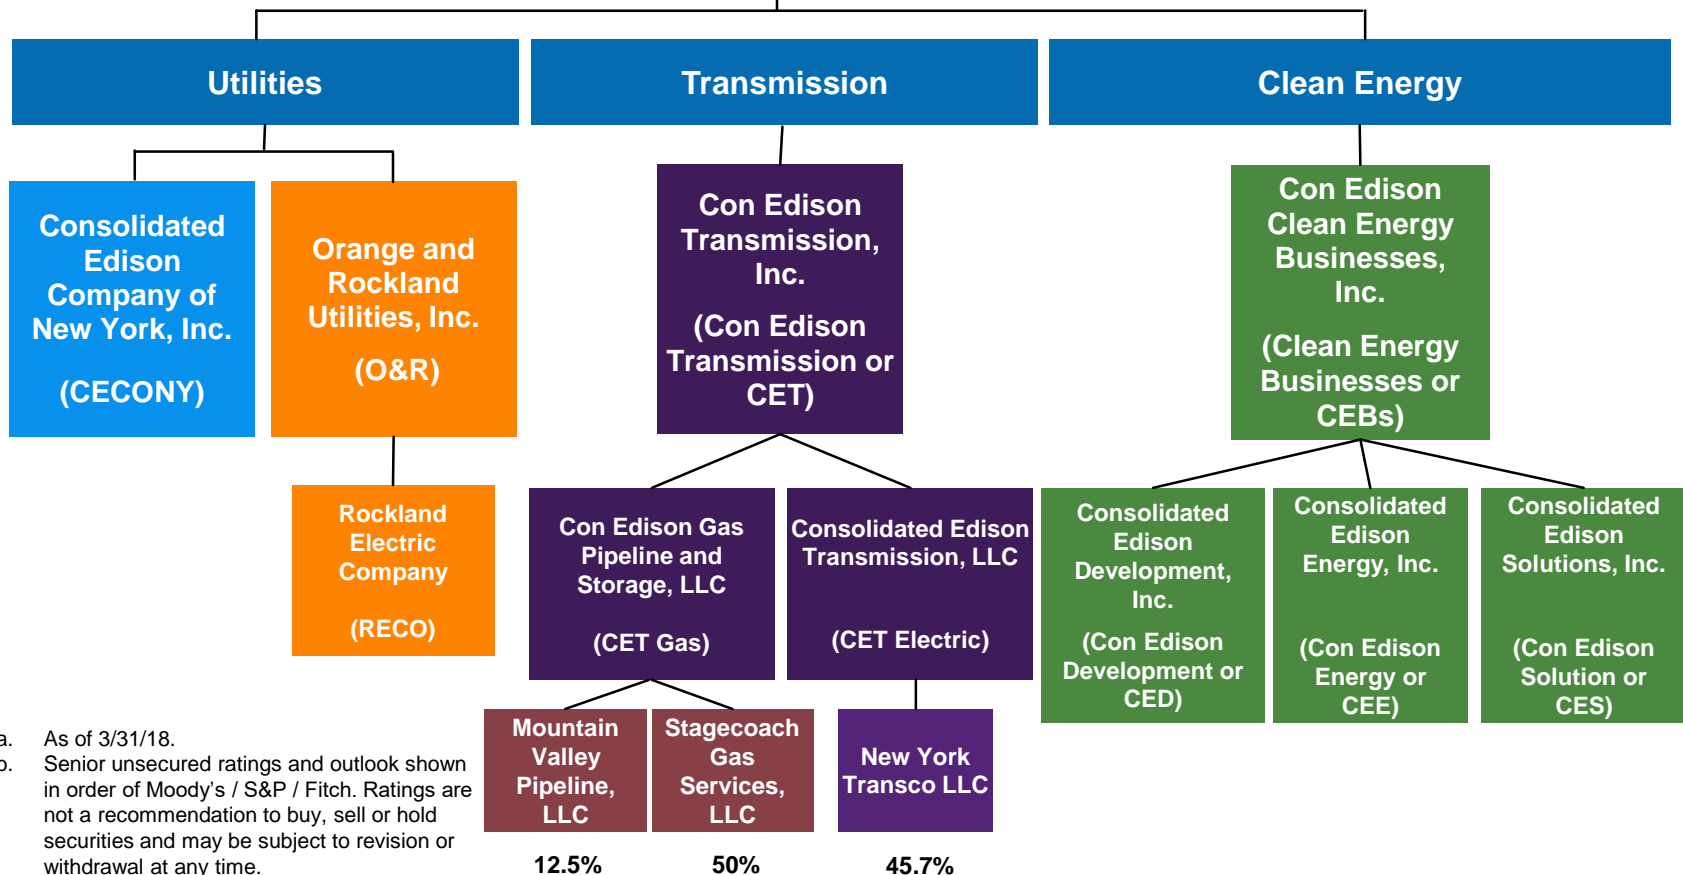 Utilities
Transmission
Clean Energy
Consolidated
Edison
Company of
New York, Inc.
(CECONY)
Orange and
Rockland
Utilities, Inc.
(O&R)
Con Edison
Transmission,
Inc.
(Con Edison
Transmission or
CET)
Con Edison
Clean Energy
Businesses,
Inc.
(Clean Energy
Businesses or
CEBs)
Rockland
Electric
Company
(RECO)
Con Edison Gas
Pipeline and
Storage, LLC
(CET Gas)
Consolidated Edison
Transmission, LLC
(CET Electric)
Consolidated
Edison
Development,
Inc.
(Con Edison
Development or
CED)
Consolidated
Edison
Energy, Inc.
(Con Edison
Energy or
CEE)
Consolidated
Edison
Solutions, Inc.
(Con Edison
Solution or
CES)
Mountain
Valley
Pipeline,
LLC
12.5%
Stagecoach
Gas
Services,
LLC
50%
New York
Transco LLC
45.7%
a. As of 3/31/18.
b. Senior unsecured ratings and outlook shown
in order of Moody's / S&P / Fitch. Ratings are
not a recommendation to buy, sell or hold
securities and may be subject to revision or
withdrawal at any time.